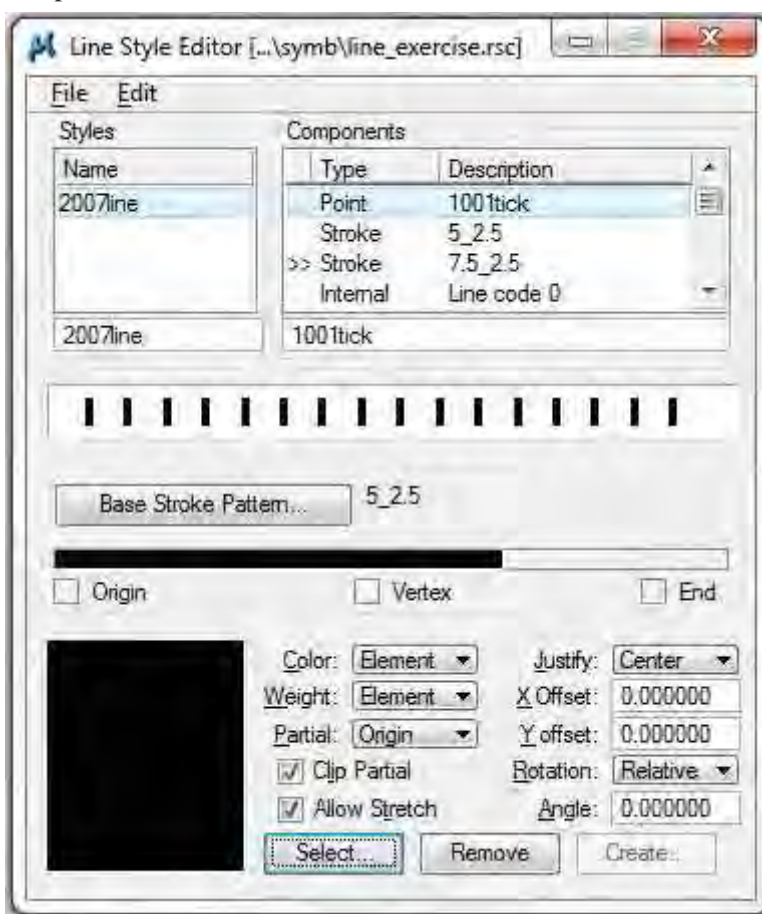 Line Style Editor [...\symb\line_exercise.rsc]
File Edit
Styles Components
Name Type Description
2007line Point 1001tick
Stroke 5_2.5
>> Stroke 7.5_2.5
Internal Line code 0
2007line 1001tick
Base Stroke Pattern... 5_2.5
Origin Vertex End
Color: Element Justify: Center
Weight: Element X Offset: 0.000000
Partial: Origin Y offset: 0.000000
Clip Partial Rotation: Relative
Allow Stretch Angle: 0.000000
Select... Remove Create...